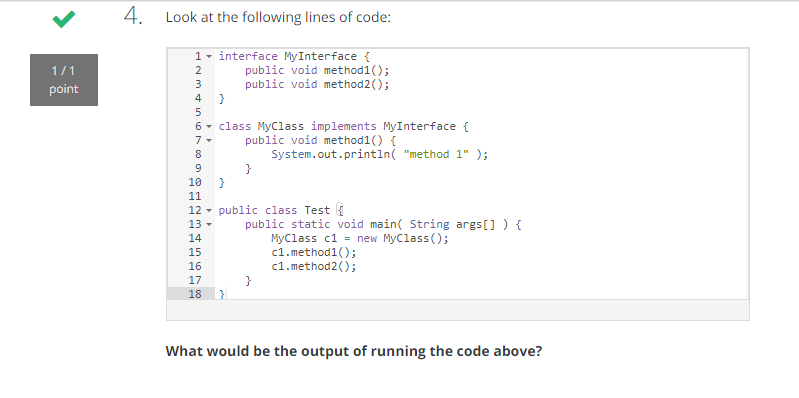 4. Look at the following lines of code:
1 / 1
point
1 interface MyInterface {
2     public void method1();
3     public void method2();
4 }
5
6 class MyClass implements MyInterface {
7     public void method1() {
8         System.out.println( "method 1" );
9     }
10 }
11
12 public class Test {
13     public static void main( String args[] ) {
14         MyClass c1 = new MyClass();
15         c1.method1();
16         c1.method2();
17     }
18 }
What would be the output of running the code above?